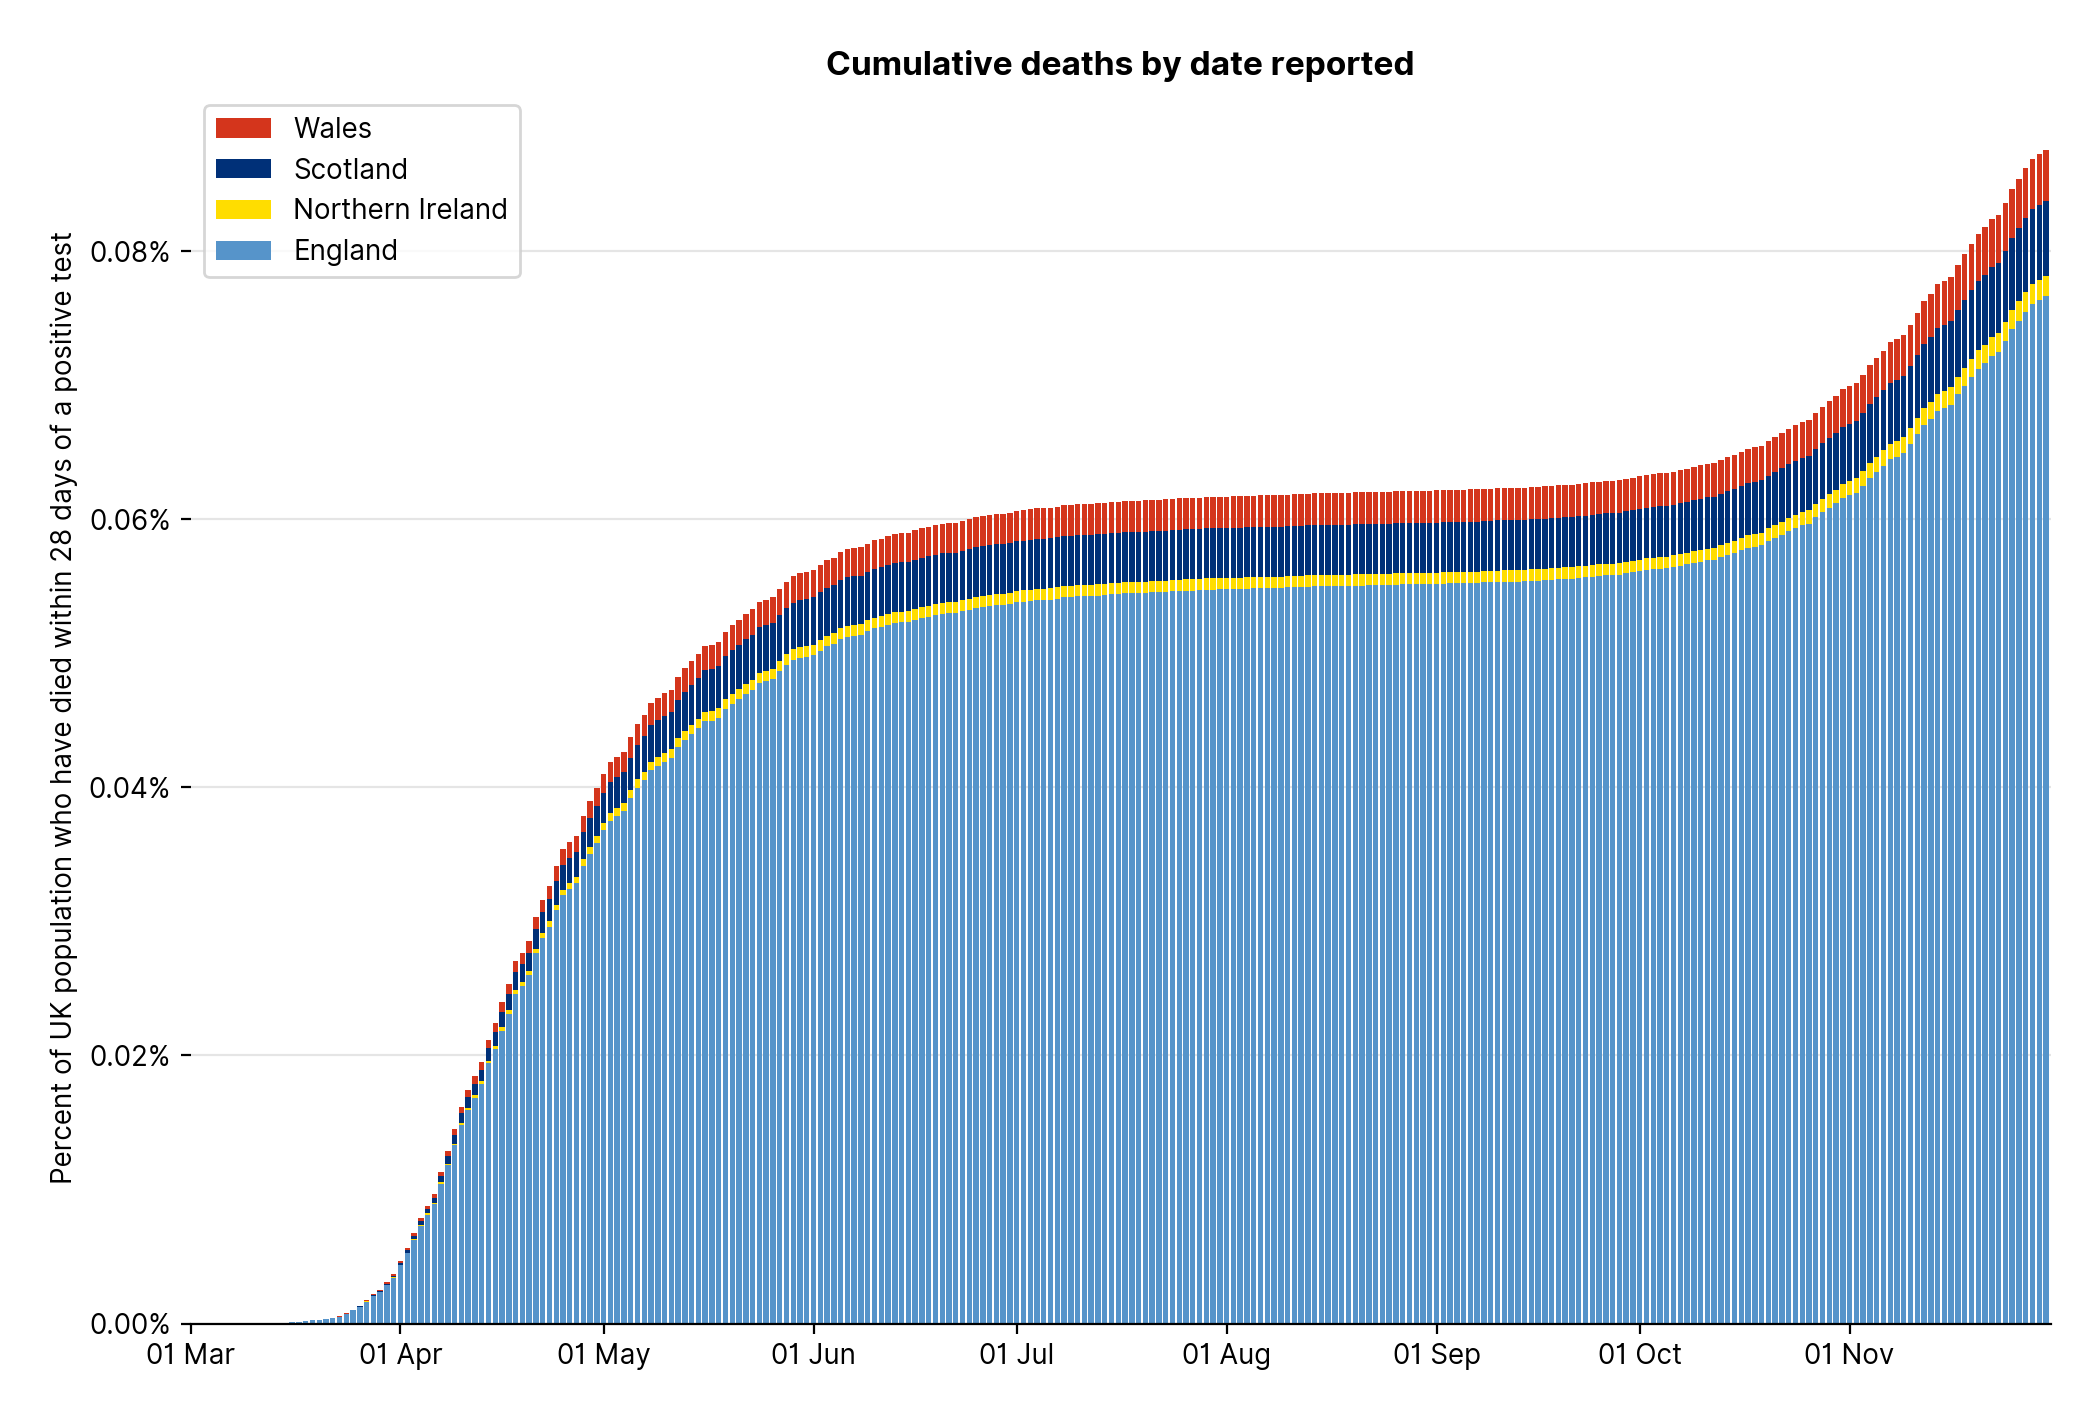 Cumulative deaths by date reported
Wales
Scotland
Northern Ireland
England
Percent of UK population who have died within 28 days of a positive test
0.08%
0.06%
0.04%
0.02%
0.00%
01 Mar 01 Apr 01 May 01 Jun 01 Jul 01 Aug 01 Sep 01 Oct 01 Nov